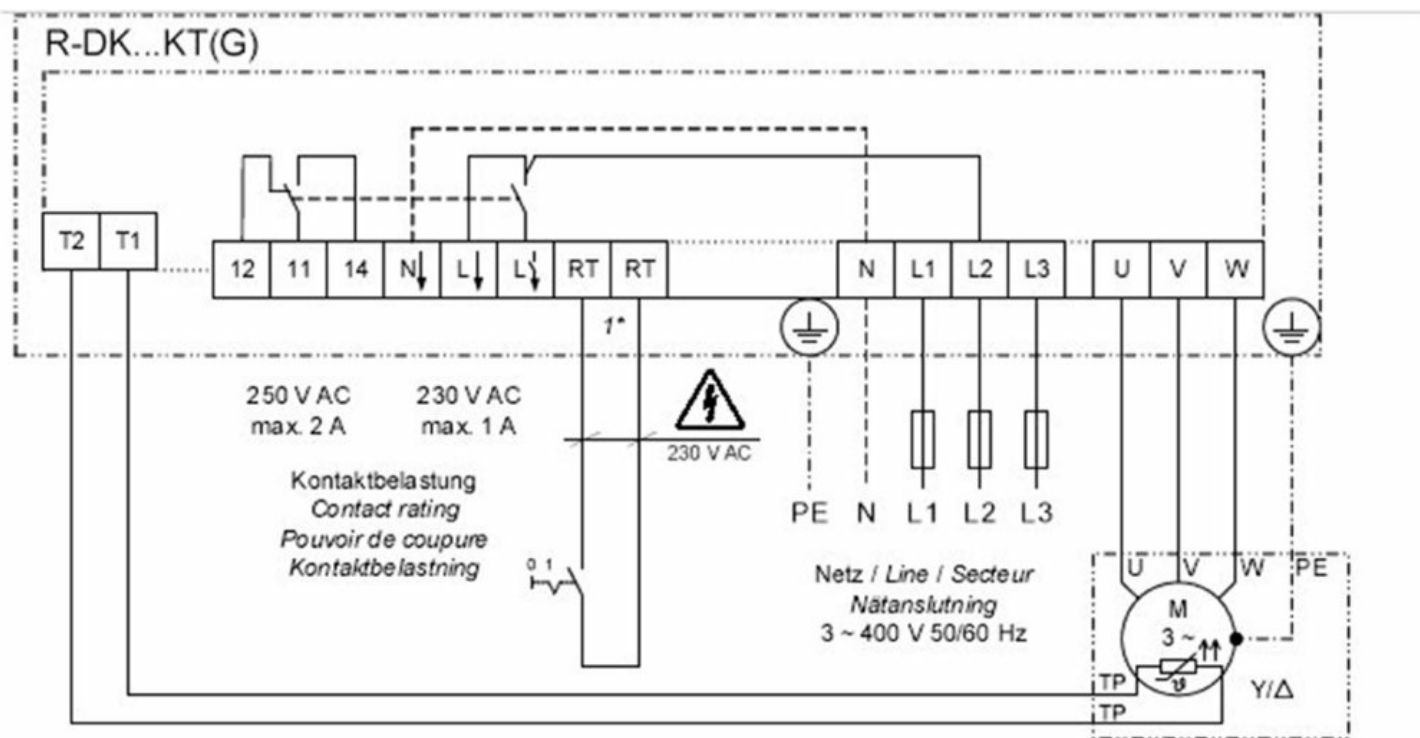 R-DK...KT(G)
T2 T1
12 11 14 N L L RT RT N L1 L2 L3 U V W
1*
250 V AC 230 V AC
max. 2 A max. 1 A
230 V AC
Kontaktbelastung
Contact rating
Pouvoir de coupure
Kontaktbelastning
0 1
PE N L1 L2 L3
Netz / Line / Secteur
Nätanslutning
3 ~ 400 V 50/60 Hz
U V W PE
M
3 ~
TP
TP
ϑ
Y/Δ